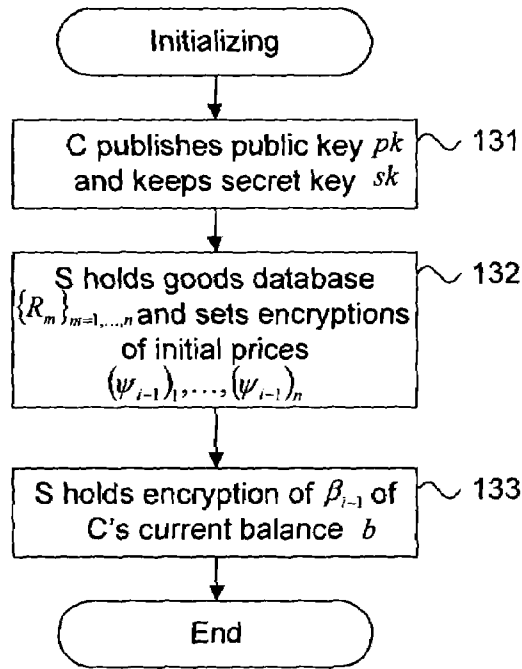 Initializing
C publishes public key pk
and keeps secret key sk
131
S holds goods database
{R_m}_{m=1,...,n} and sets encryptions
of initial prices
(ψ_{i-1})_1,...,(ψ_{i-1})_n
132
S holds encryption of β_{i-1} of
C's current balance b
133
End